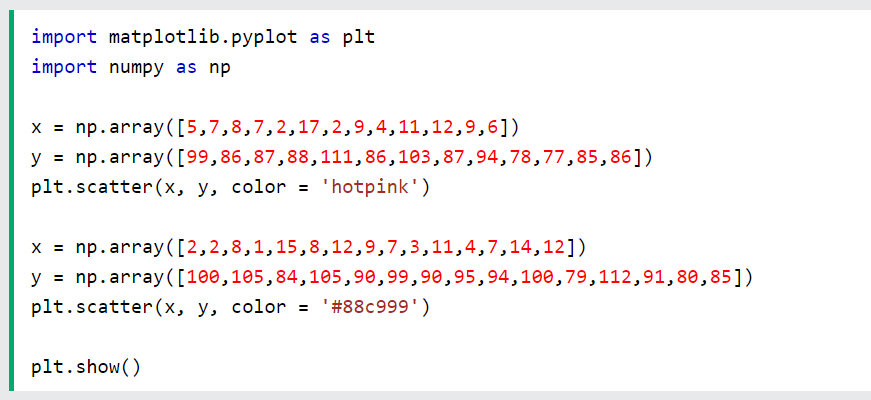 import matplotlib.pyplot as plt
import numpy as np
x = np.array([5,7,8,7,2,17,2,9,4,11,12,9,6])
y = np.array([99,86,87,88,111,86,103,87,94,78,77,85,86])
plt.scatter(x, y, color = 'hotpink')
x = np.array([2,2,8,1,15,8,12,9,7,3,11,4,7,14,12])
y = np.array([100,105,84,105,90,99,90,95,94,100,79,112,91,80,85])
plt.scatter(x, y, color = '#88c999')
plt.show()